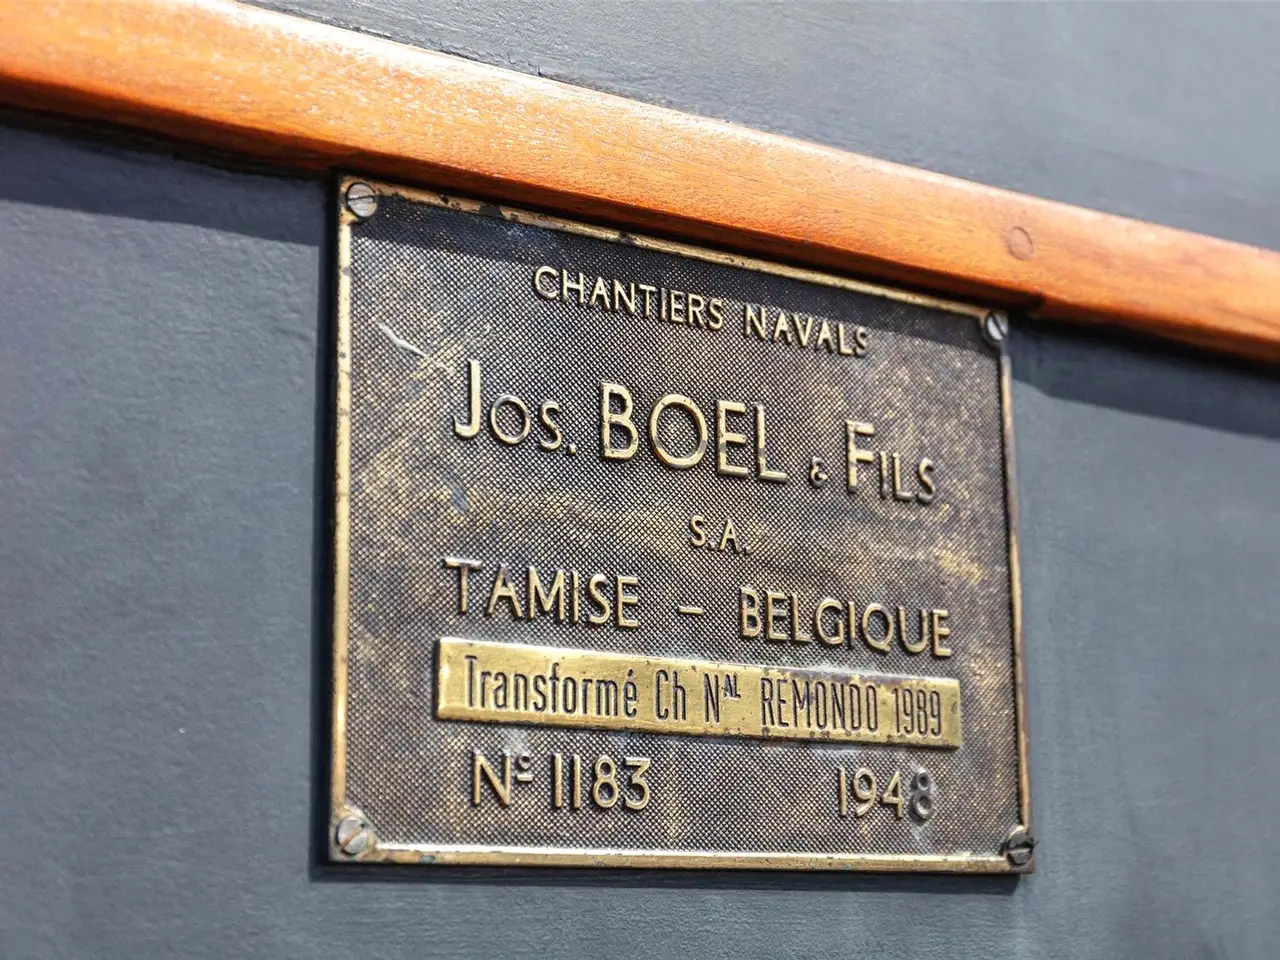 CHANTIERS NAVALS
JOS. BOEL & FILS
S.A.
TAMISE - BELGIQUE
Transformé Ch NAL REMONDO 1989
Nº 1183 1948